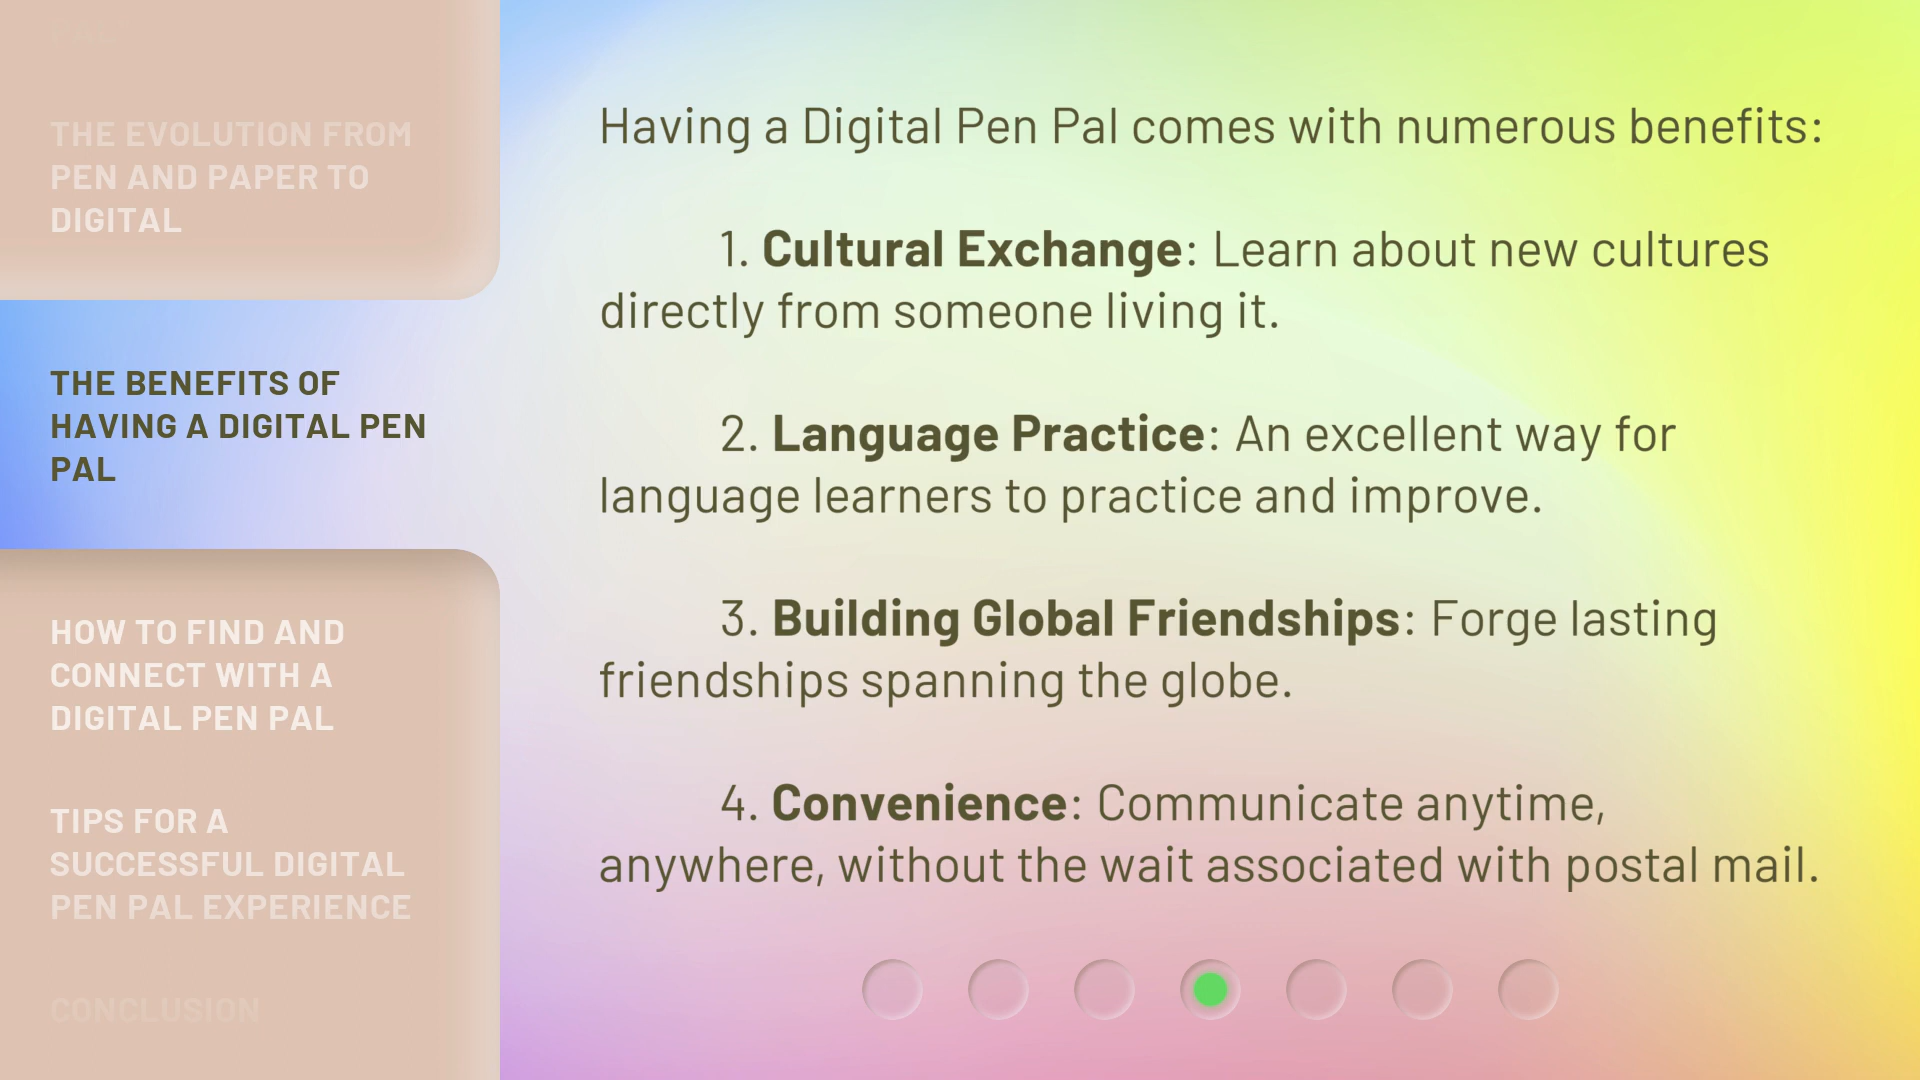 PAL
THE EVOLUTION FROM
PEN AND PAPER TO
DIGITAL
THE BENEFITS OF
HAVING A DIGITAL PEN
PAL
HOW TO FIND AND
CONNECT WITH A
DIGITAL PEN PAL
TIPS FOR A
SUCCESSFUL DIGITAL
PEN PAL EXPERIENCE
CONCLUSION
Having a Digital Pen Pal comes with numerous benefits:
1. Cultural Exchange: Learn about new cultures
directly from someone living it.
2. Language Practice: An excellent way for
language learners to practice and improve.
3. Building Global Friendships: Forge lasting
friendships spanning the globe.
4. Convenience: Communicate anytime,
anywhere, without the wait associated with postal mail.